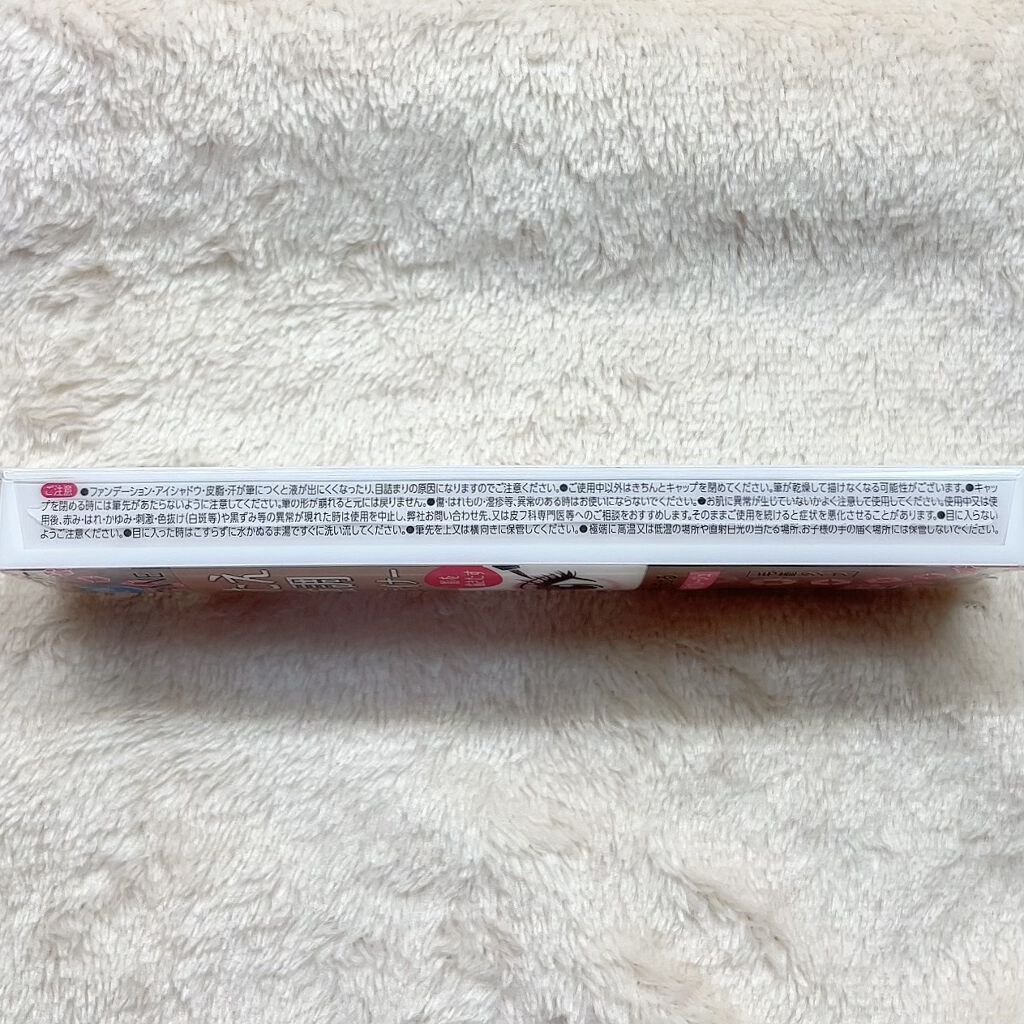 ご注意
●ファンデーション・アイシャドウ・皮脂・汗が筆につくと液が出にくくなったり、目詰まりの原因になりますのでご注意ください。●ご使用中以外はきちんとキャップを閉めてください。筆が乾燥して描けなくなる可能性がございます。●キャッ
プを閉める時には筆先があたらないように注意してください。筆の形が崩れると元には戻りません。●傷・はれもの・湿疹等、異常のある時はお使いにならないでください。●お肌に異常が生じていないかよく注意して使用してください。使用中又は使
用後、赤み・はれ・かゆみ・刺激・色抜け(白斑等)や黒ずみ等の異常が現れた時は使用を中止し、弊社お問い合わせ先、又は皮フ科専門医等へのご相談をおすすめします。そのままご使用を続けると症状を悪化させることがあります。●目に入らない
ようご注意ください。●目に入った時はこすらずに水かぬるま湯ですぐに洗い流してください。●筆先を上又は横向きに保管してください。●極端に高温又は低温の場所や直射日光の当たる場所、お子様の手の届く場所には保管しないでください。